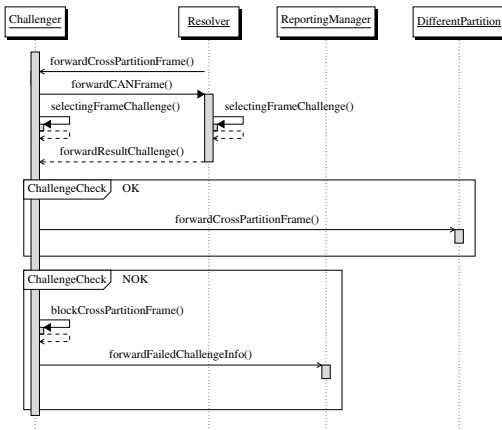 Challenger Resolver ReportingManager DifferentPartition
forwardCrossPartitionFrame()
forwardCANFrame()
selectingFrameChallenge() selectingFrameChallenge()
forwardResultChallenge()
ChallengeCheck OK
forwardCrossPartitionFrame()
ChallengeCheck NOK
blockCrossPartitionFrame()
forwardFailedChallengeInfo()